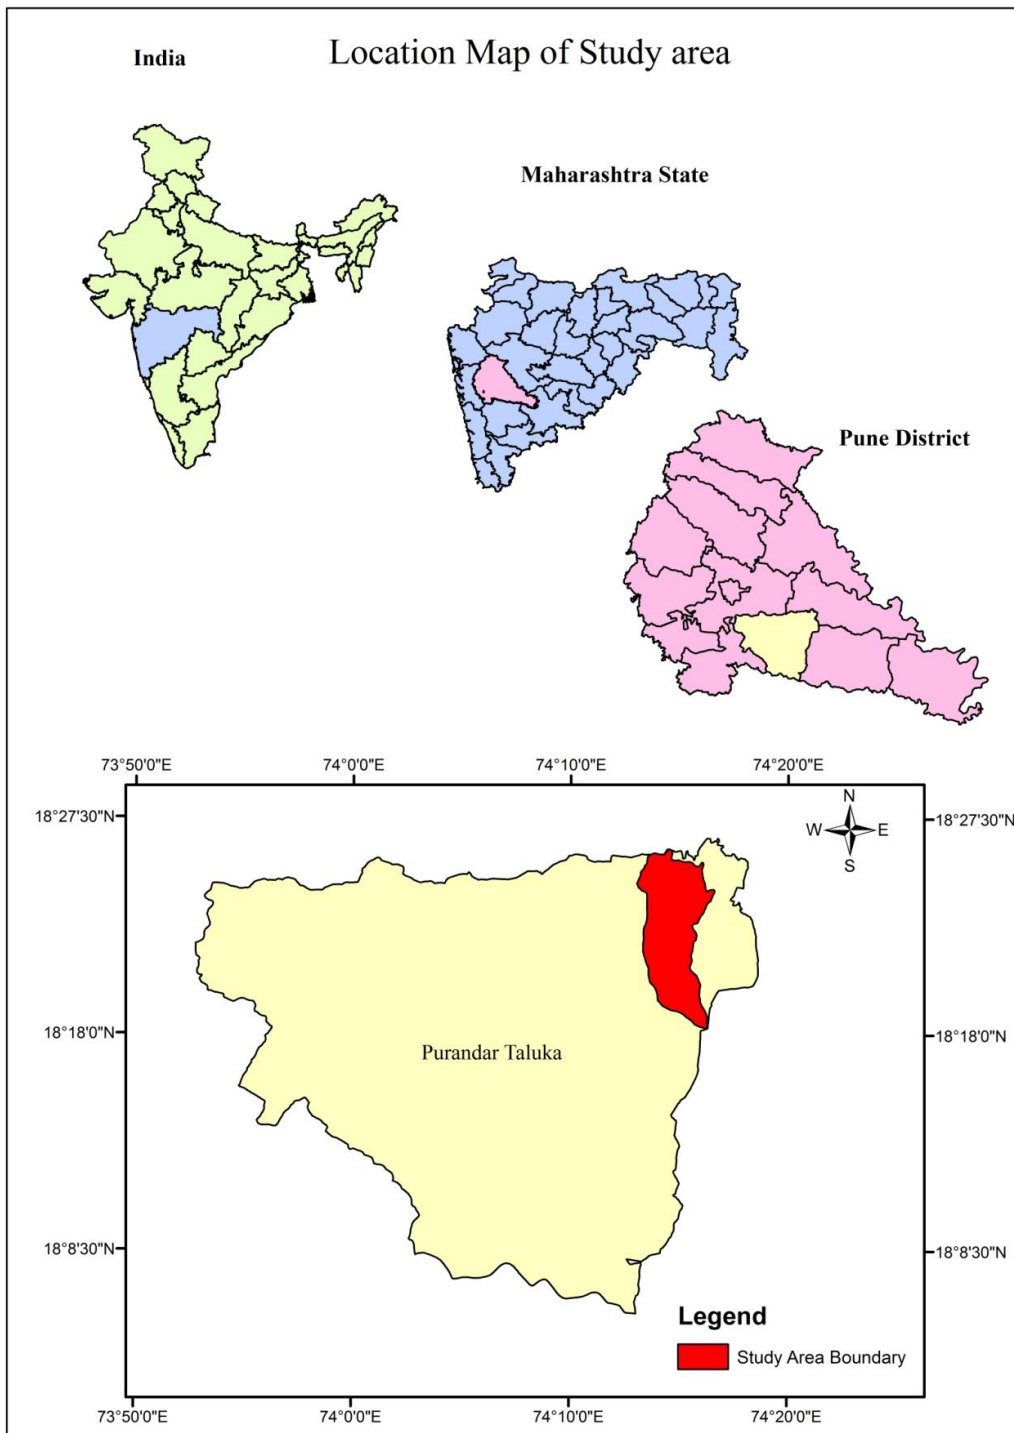 Location Map of Study area
India
Maharashtra State
Pune District
73°50'0"E
74°0'0"E
74°10'0"E
74°20'0"E
18°27'30"N
18°27'30"N
N
W
E
S
18°18'0"N
18°18'0"N
Purandar Taluka
18°8'30"N
18°8'30"N
Legend
Study Area Boundary
73°50'0"E
74°0'0"E
74°10'0"E
74°20'0"E